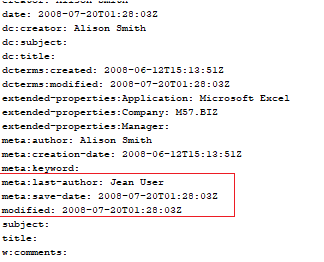 creator: Alison Smith
date: 2008-07-20T01:28:03Z
dc:creator: Alison Smith
dc:subject:
dc:title:
dcterms:created: 2008-06-12T15:13:51Z
dcterms:modified: 2008-07-20T01:28:03Z
extended-properties:Application: Microsoft Excel
extended-properties:Company: M57.BIZ
extended-properties:Manager:
meta:author: Alison Smith
meta:creation-date: 2008-06-12T15:13:51Z
meta:keyword:
meta:last-author: Jean User
meta:save-date: 2008-07-20T01:28:03Z
modified: 2008-07-20T01:28:03Z
subject:
title:
w:comments: